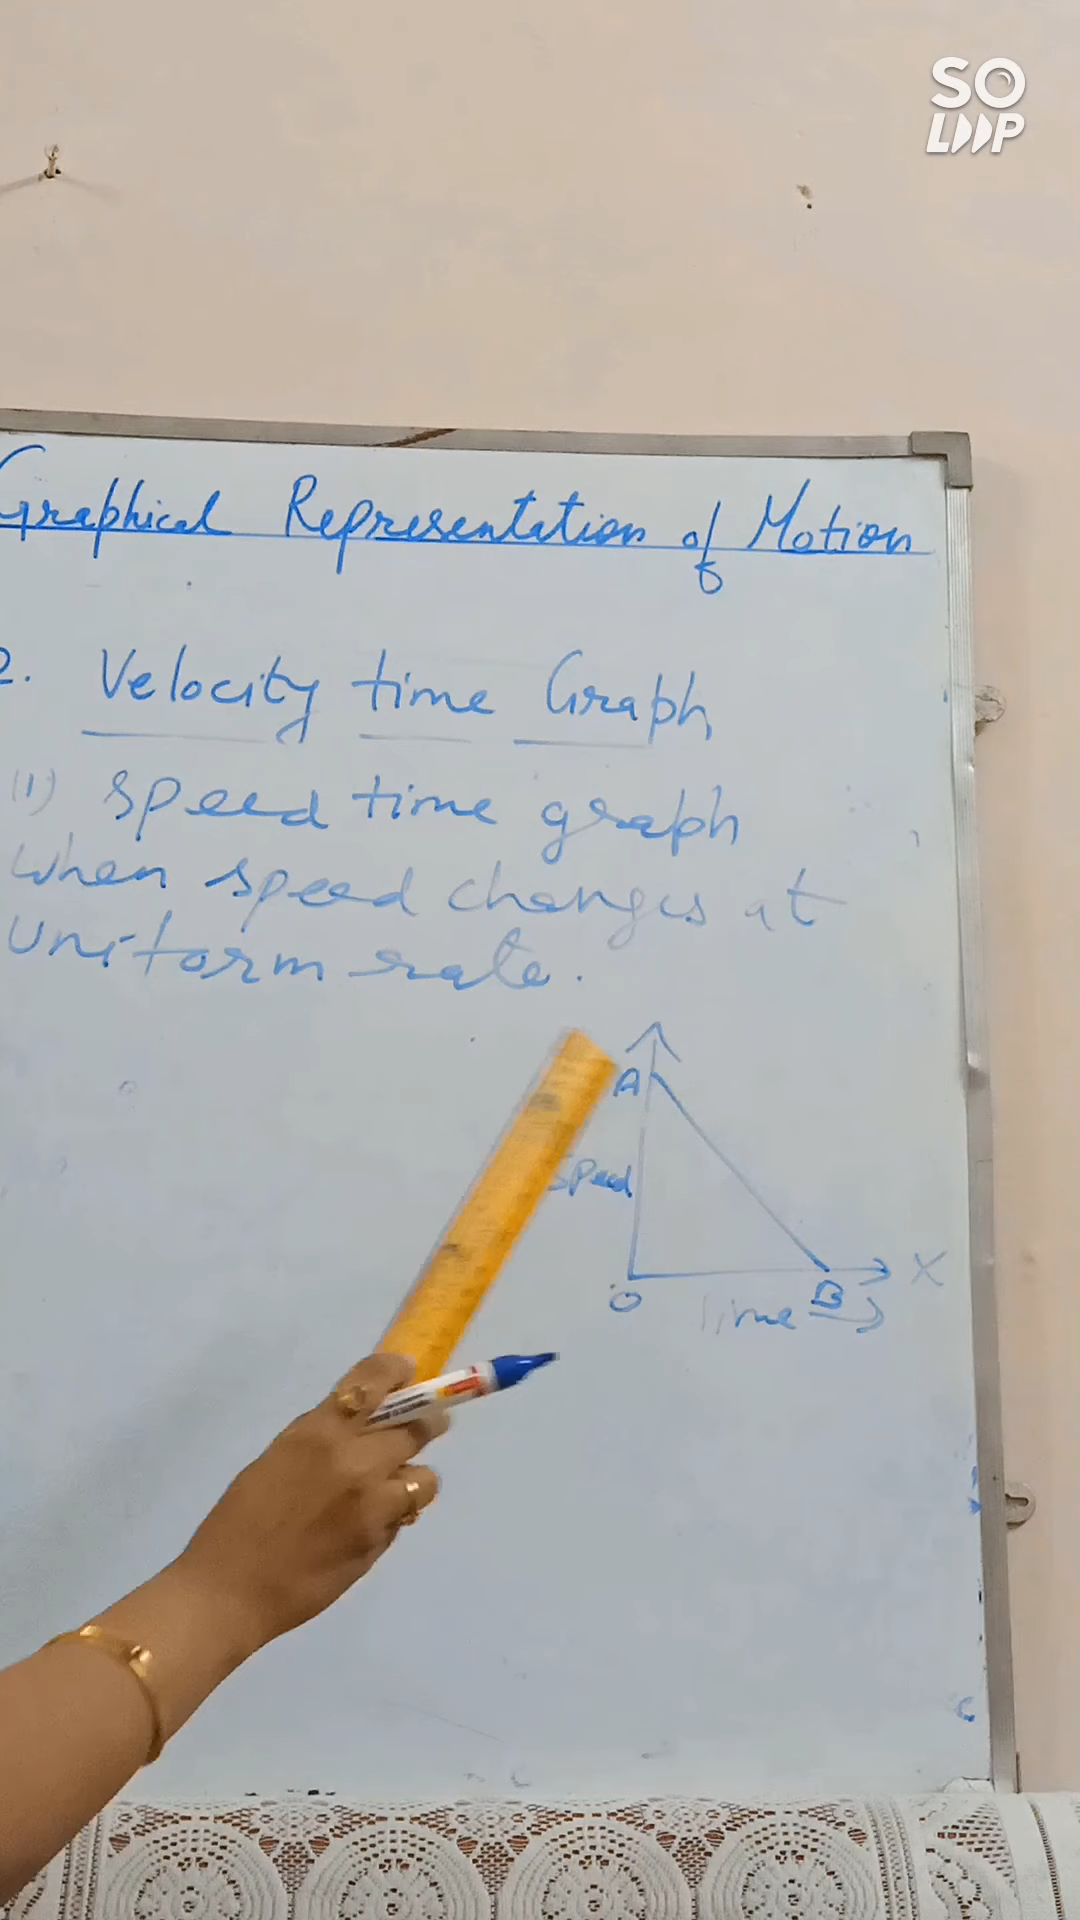 SO
LOOP
Graphical Representation of Motion
2. Velocity time Graph
(1) Speed time graph
when speed changes at
Uniform rate.
A
Speed
O
B
X
Time